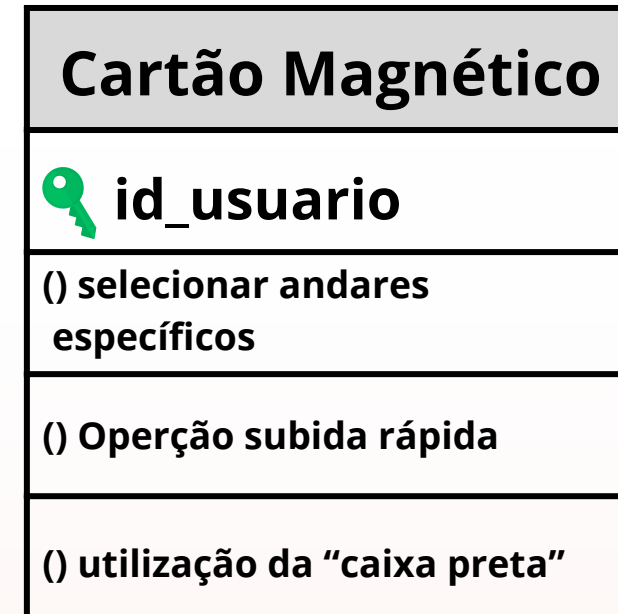 Cartão Magnético
id_usuario
() selecionar andares
específicos
() Operção subida rápida
() utilização da “caixa preta”